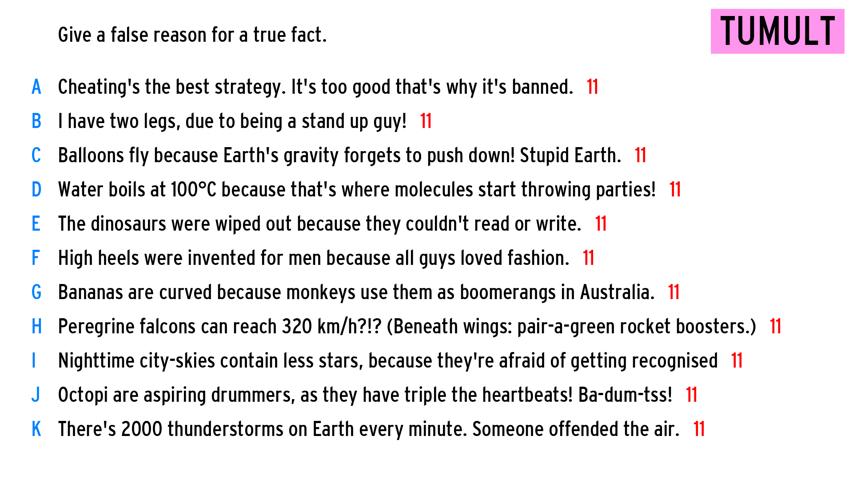 Give a false reason for a true fact.
TUMULT
A Cheating's the best strategy. It's too good that's why it's banned. 11
B I have two legs, due to being a stand up guy! 11
C Balloons fly because Earth's gravity forgets to push down! Stupid Earth. 11
D Water boils at 100°C because that's where molecules start throwing parties! 11
E The dinosaurs were wiped out because they couldn't read or write. 11
F High heels were invented for men because all guys loved fashion. 11
G Bananas are curved because monkeys use them as boomerangs in Australia. 11
H Peregrine falcons can reach 320 km/h?!? (Beneath wings: pair-a-green rocket boosters.) 11
I Nighttime city-skies contain less stars, because they're afraid of getting recognised 11
J Octopi are aspiring drummers, as they have triple the heartbeats! Ba-dum-tss! 11
K There's 2000 thunderstorms on Earth every minute. Someone offended the air. 11